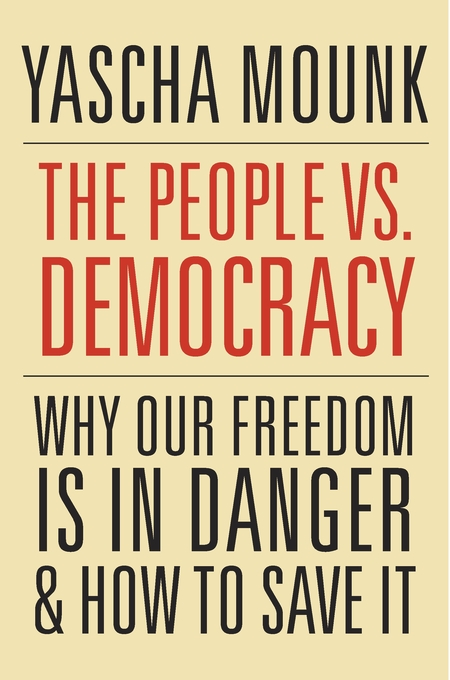 YASCHA MOUNK
THE PEOPLE VS.
DEMOCRACY
WHY OUR FREEDOM
IS IN DANGER
& HOW TO SAVE IT